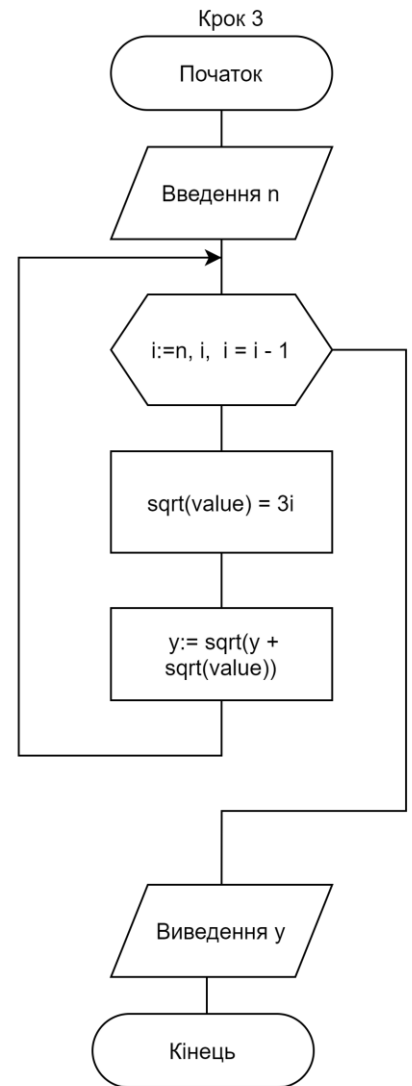 Крок 3
Початок
Введення n
i:=n, i, i = i - 1
sqrt(value) = 3i
y:= sqrt(y +
sqrt(value))
Виведення y
Кінець